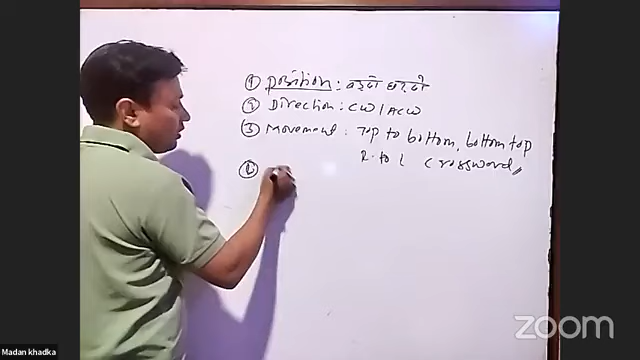 ① Position : बढ्दो घट्दो
② Direction : CW / ACW
③ Movement : Top to bottom, bottom top
R. to L Crossword
④
Madan khadka
zoom